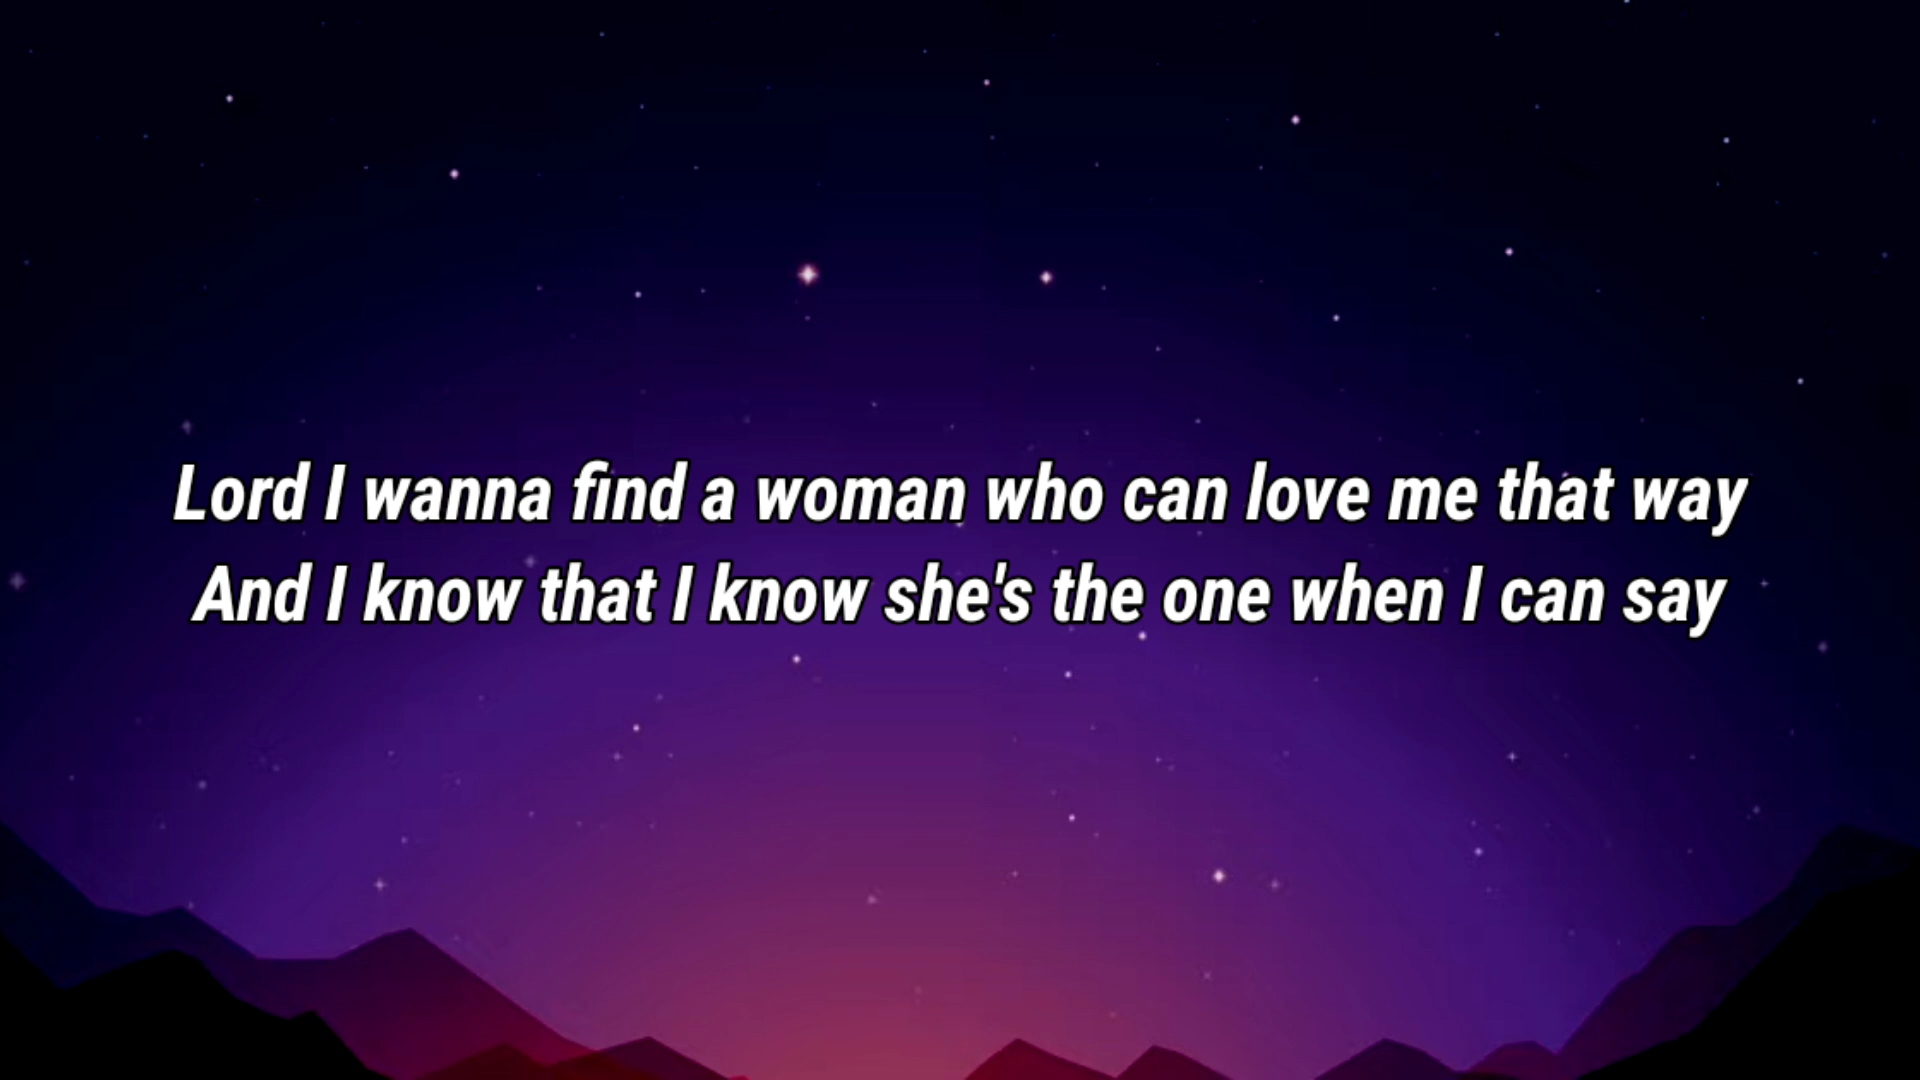 Lord I wanna find a woman who can love me that way
And I know that I know she's the one when I can say